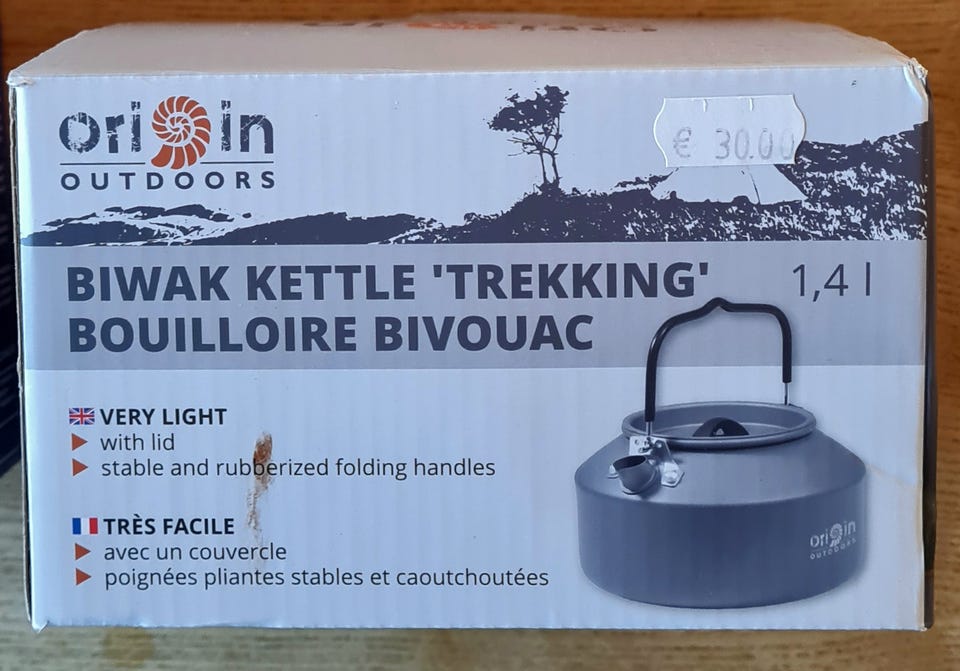 origin
OUTDOORS
€ 30.00
BIWAK KETTLE 'TREKKING' 1,4 l
BOUILLOIRE BIVOUAC
VERY LIGHT
with lid
stable and rubberized folding handles
TRÈS FACILE
avec un couvercle
poignées pliantes stables et caoutchoutées
origin
OUTDOORS